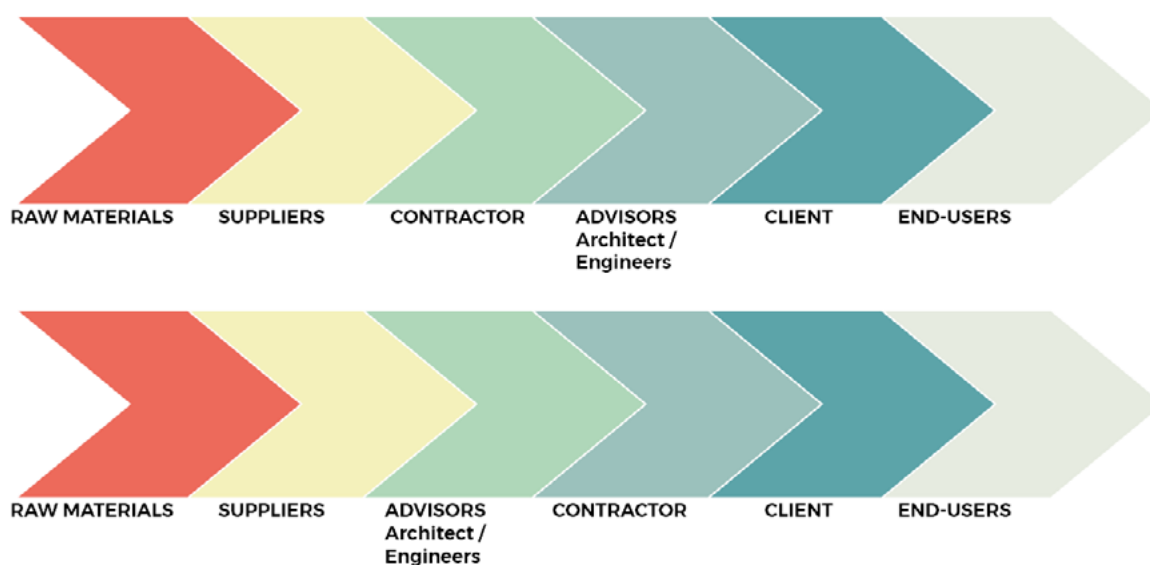 RAW MATERIALS
SUPPLIERS
CONTRACTOR
ADVISORS
Architect /
Engineers
CLIENT
END-USERS
RAW MATERIALS
SUPPLIERS
ADVISORS
Architect /
Engineers
CONTRACTOR
CLIENT
END-USERS